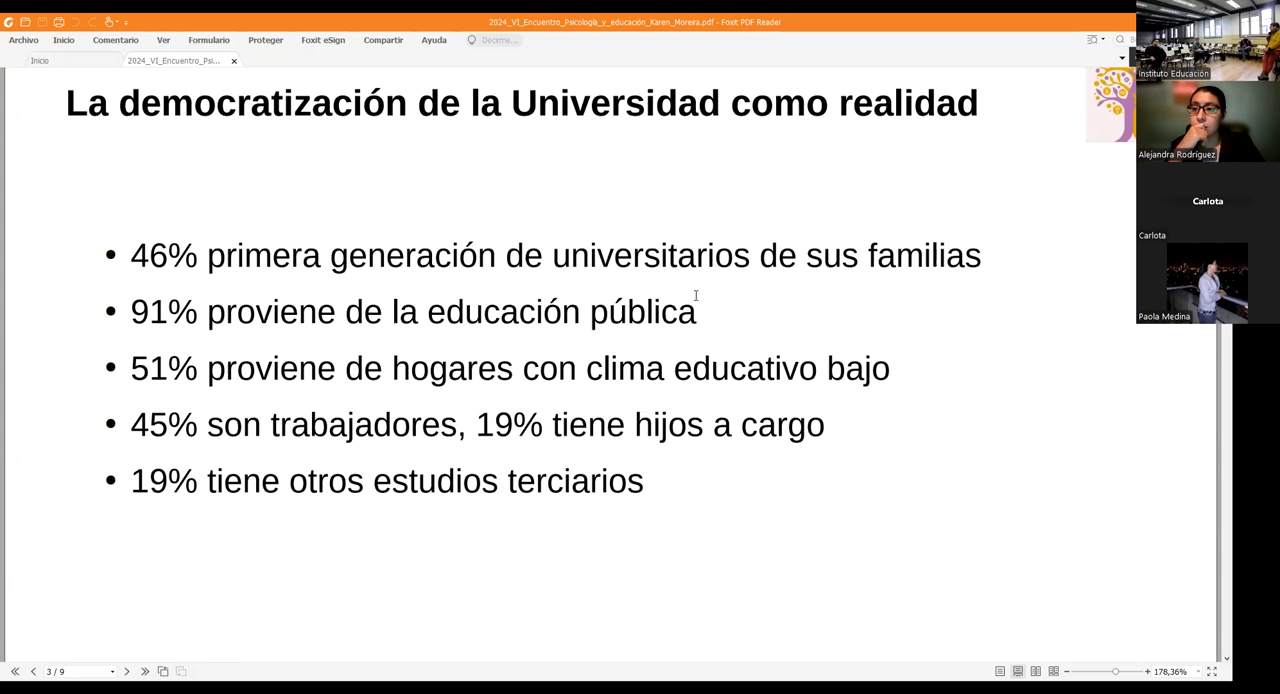 2024_VI_Encuentro_Psicología_y_educación_Karen_Moreira.pdf - Foxit PDF Reader
Archivo Inicio Comentario Ver Formulario Proteger Foxit eSign Compartir Ayuda Decirme...
Inicio 2024_VI_Encuentro_Psi...
La democratización de la Universidad como realidad
• 46% primera generación de universitarios de sus familias
• 91% proviene de la educación pública
• 51% proviene de hogares con clima educativo bajo
• 45% son trabajadores, 19% tiene hijos a cargo
• 19% tiene otros estudios terciarios
Instituto Educación
Alejandra Rodríguez
Carlota
Carlota
Paola Medina
3 / 9
178,36%